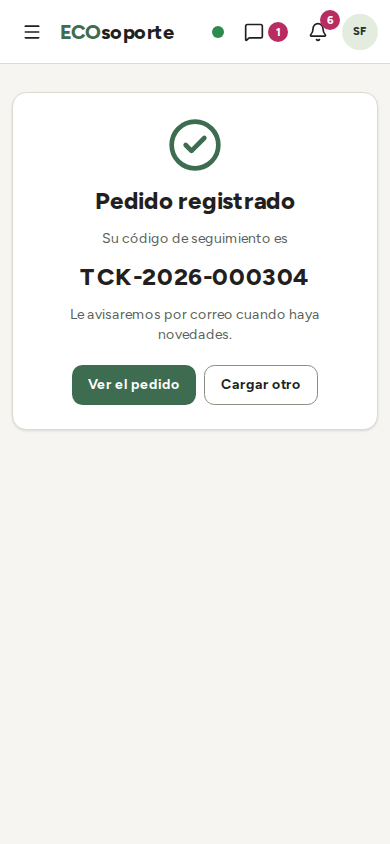 ECOsoporte
1
6
SF
Pedido registrado
Su código de seguimiento es
TCK-2026-000304
Le avisaremos por correo cuando haya
novedades.
Ver el pedido
Cargar otro